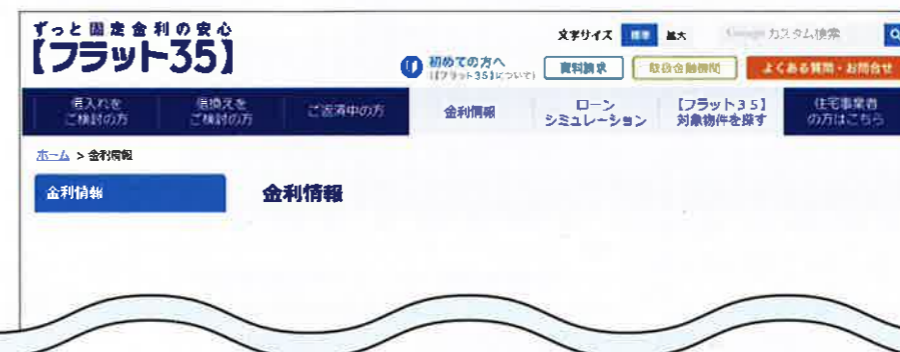 ずっと固定金利の安心
【フラット35】
文字サイズ 標準 拡大
カスタム検索
初めての方へ
(【フラット35】について)
資料請求
取扱金融機関
よくある質問・お問合せ
借入れを
ご検討の方
借換えを
ご検討の方
ご返済中の方
金利情報
ローン
シミュレーション
【フラット35】
対象物件を探す
住宅事業者
の方はこちら
ホーム > 金利情報
金利情報
金利情報